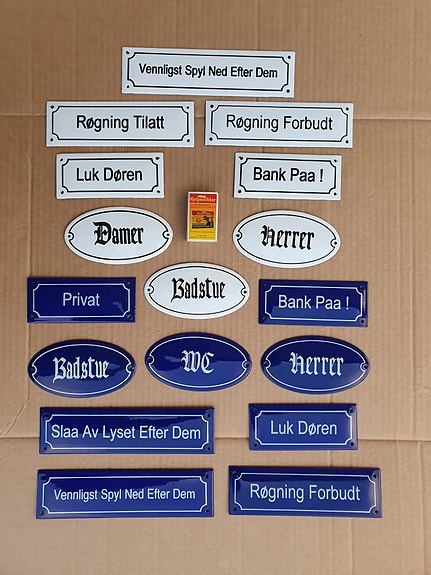 Vennligst Spyl Ned Efter Dem
Røgning Tilatt
Røgning Forbudt
Luk Døren
Bank Paa !
Damer
Herrer
Badstue
Privat
Bank Paa !
Badstue
WC
Herrer
Slaa Av Lyset Efter Dem
Luk Døren
Vennligst Spyl Ned Efter Dem
Røgning Forbudt